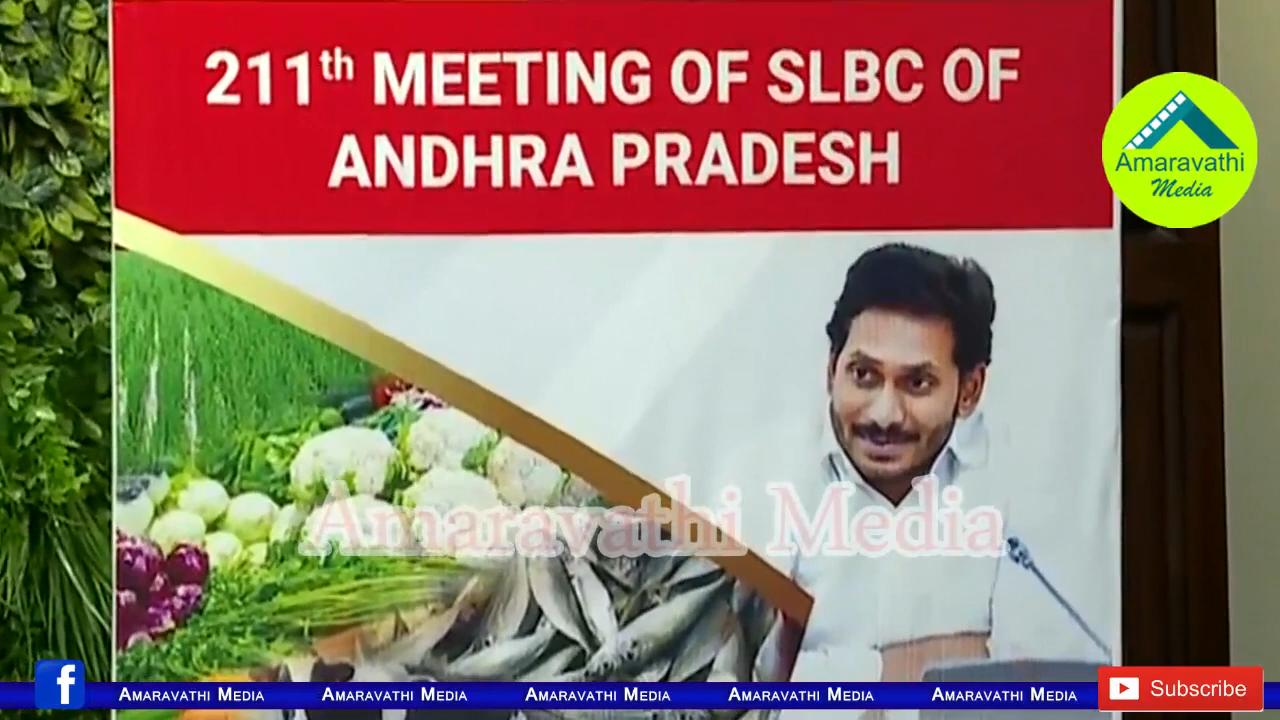 211th MEETING OF SLBC OF
ANDHRA PRADESH
Amaravathi
Media
Amaravathi Media
f
AMARAVATHI MEDIA AMARAVATHI MEDIA AMARAVATHI MEDIA AMARAVATHI MEDIA AMARAVATHI MEDIA
Subscribe